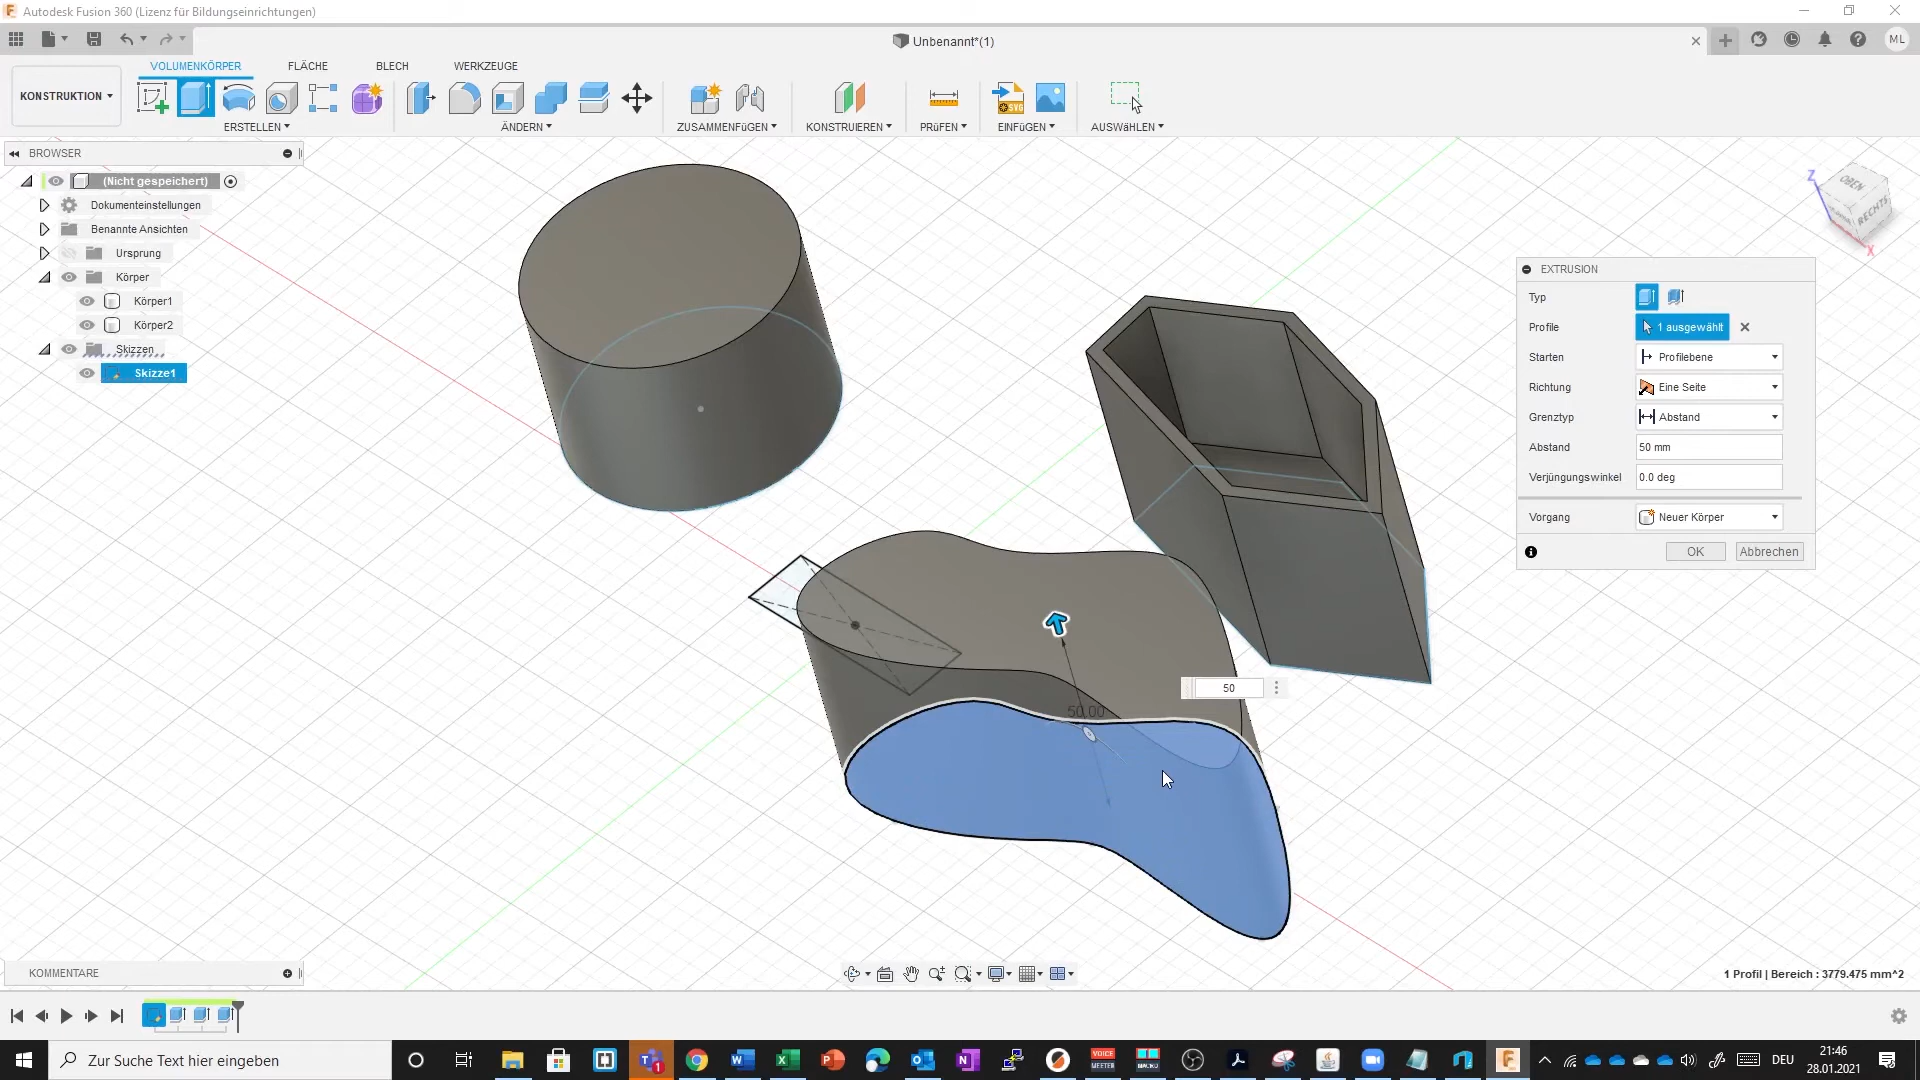 Autodesk Fusion 360 (Lizenz für Bildungseinrichtungen)
Unbenannt*(1)
ML
VOLUMENKÖRPER
FLÄCHE
BLECH
WERKZEUGE
KONSTRUKTION
ERSTELLEN
ÄNDERN
ZUSAMMENFüGEN
KONSTRUIEREN
PRüFEN
EINFüGEN
AUSWäHLEN
BROWSER
(Nicht gespeichert)
Dokumenteinstellungen
Benannte Ansichten
Ursprung
Körper
Körper1
Körper2
Skizzen
Skizze1
Z
OBEN
RECHTS
X
EXTRUSION
Typ
Profile
1 ausgewählt
Starten
Profilebene
Richtung
Eine Seite
Grenztyp
Abstand
Abstand
50 mm
Verjüngungswinkel
0.0 deg
Vorgang
Neuer Körper
OK
Abbrechen
50
50.00
KOMMENTARE
1 Profil | Bereich : 3779.475 mm^2
Zur Suche Text hier eingeben
DEU
21:46
28.01.2021